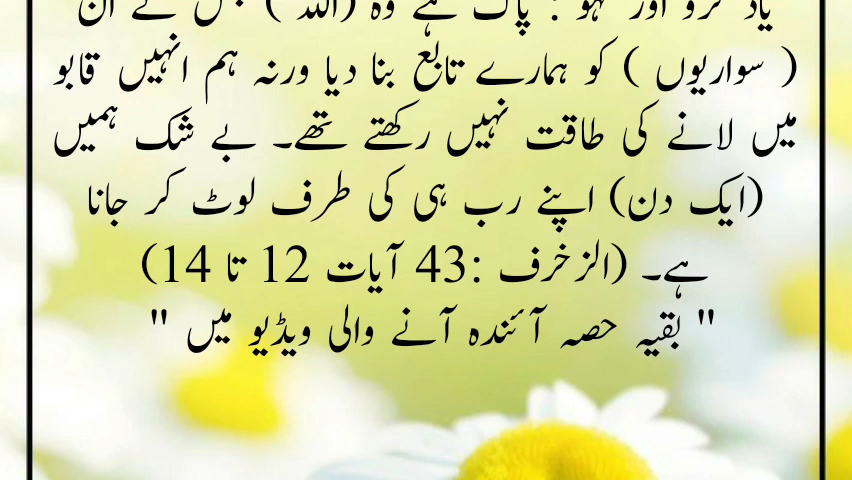 یاد کرو اور کہو : پاک ہے وہ (اللہ ) جس نے ان
( سواریوں ) کو ہمارے تابع بنا دیا ورنہ ہم انہیں قابو
میں لانے کی طاقت نہیں رکھتے تھے۔ بے شک ہمیں
(ایک دن) اپنے رب ہی کی طرف لوٹ کر جانا
ہے۔ (الزخرف :43 آیات 12 تا 14)
" بقیہ حصہ آئندہ آنے والی ویڈیو میں "